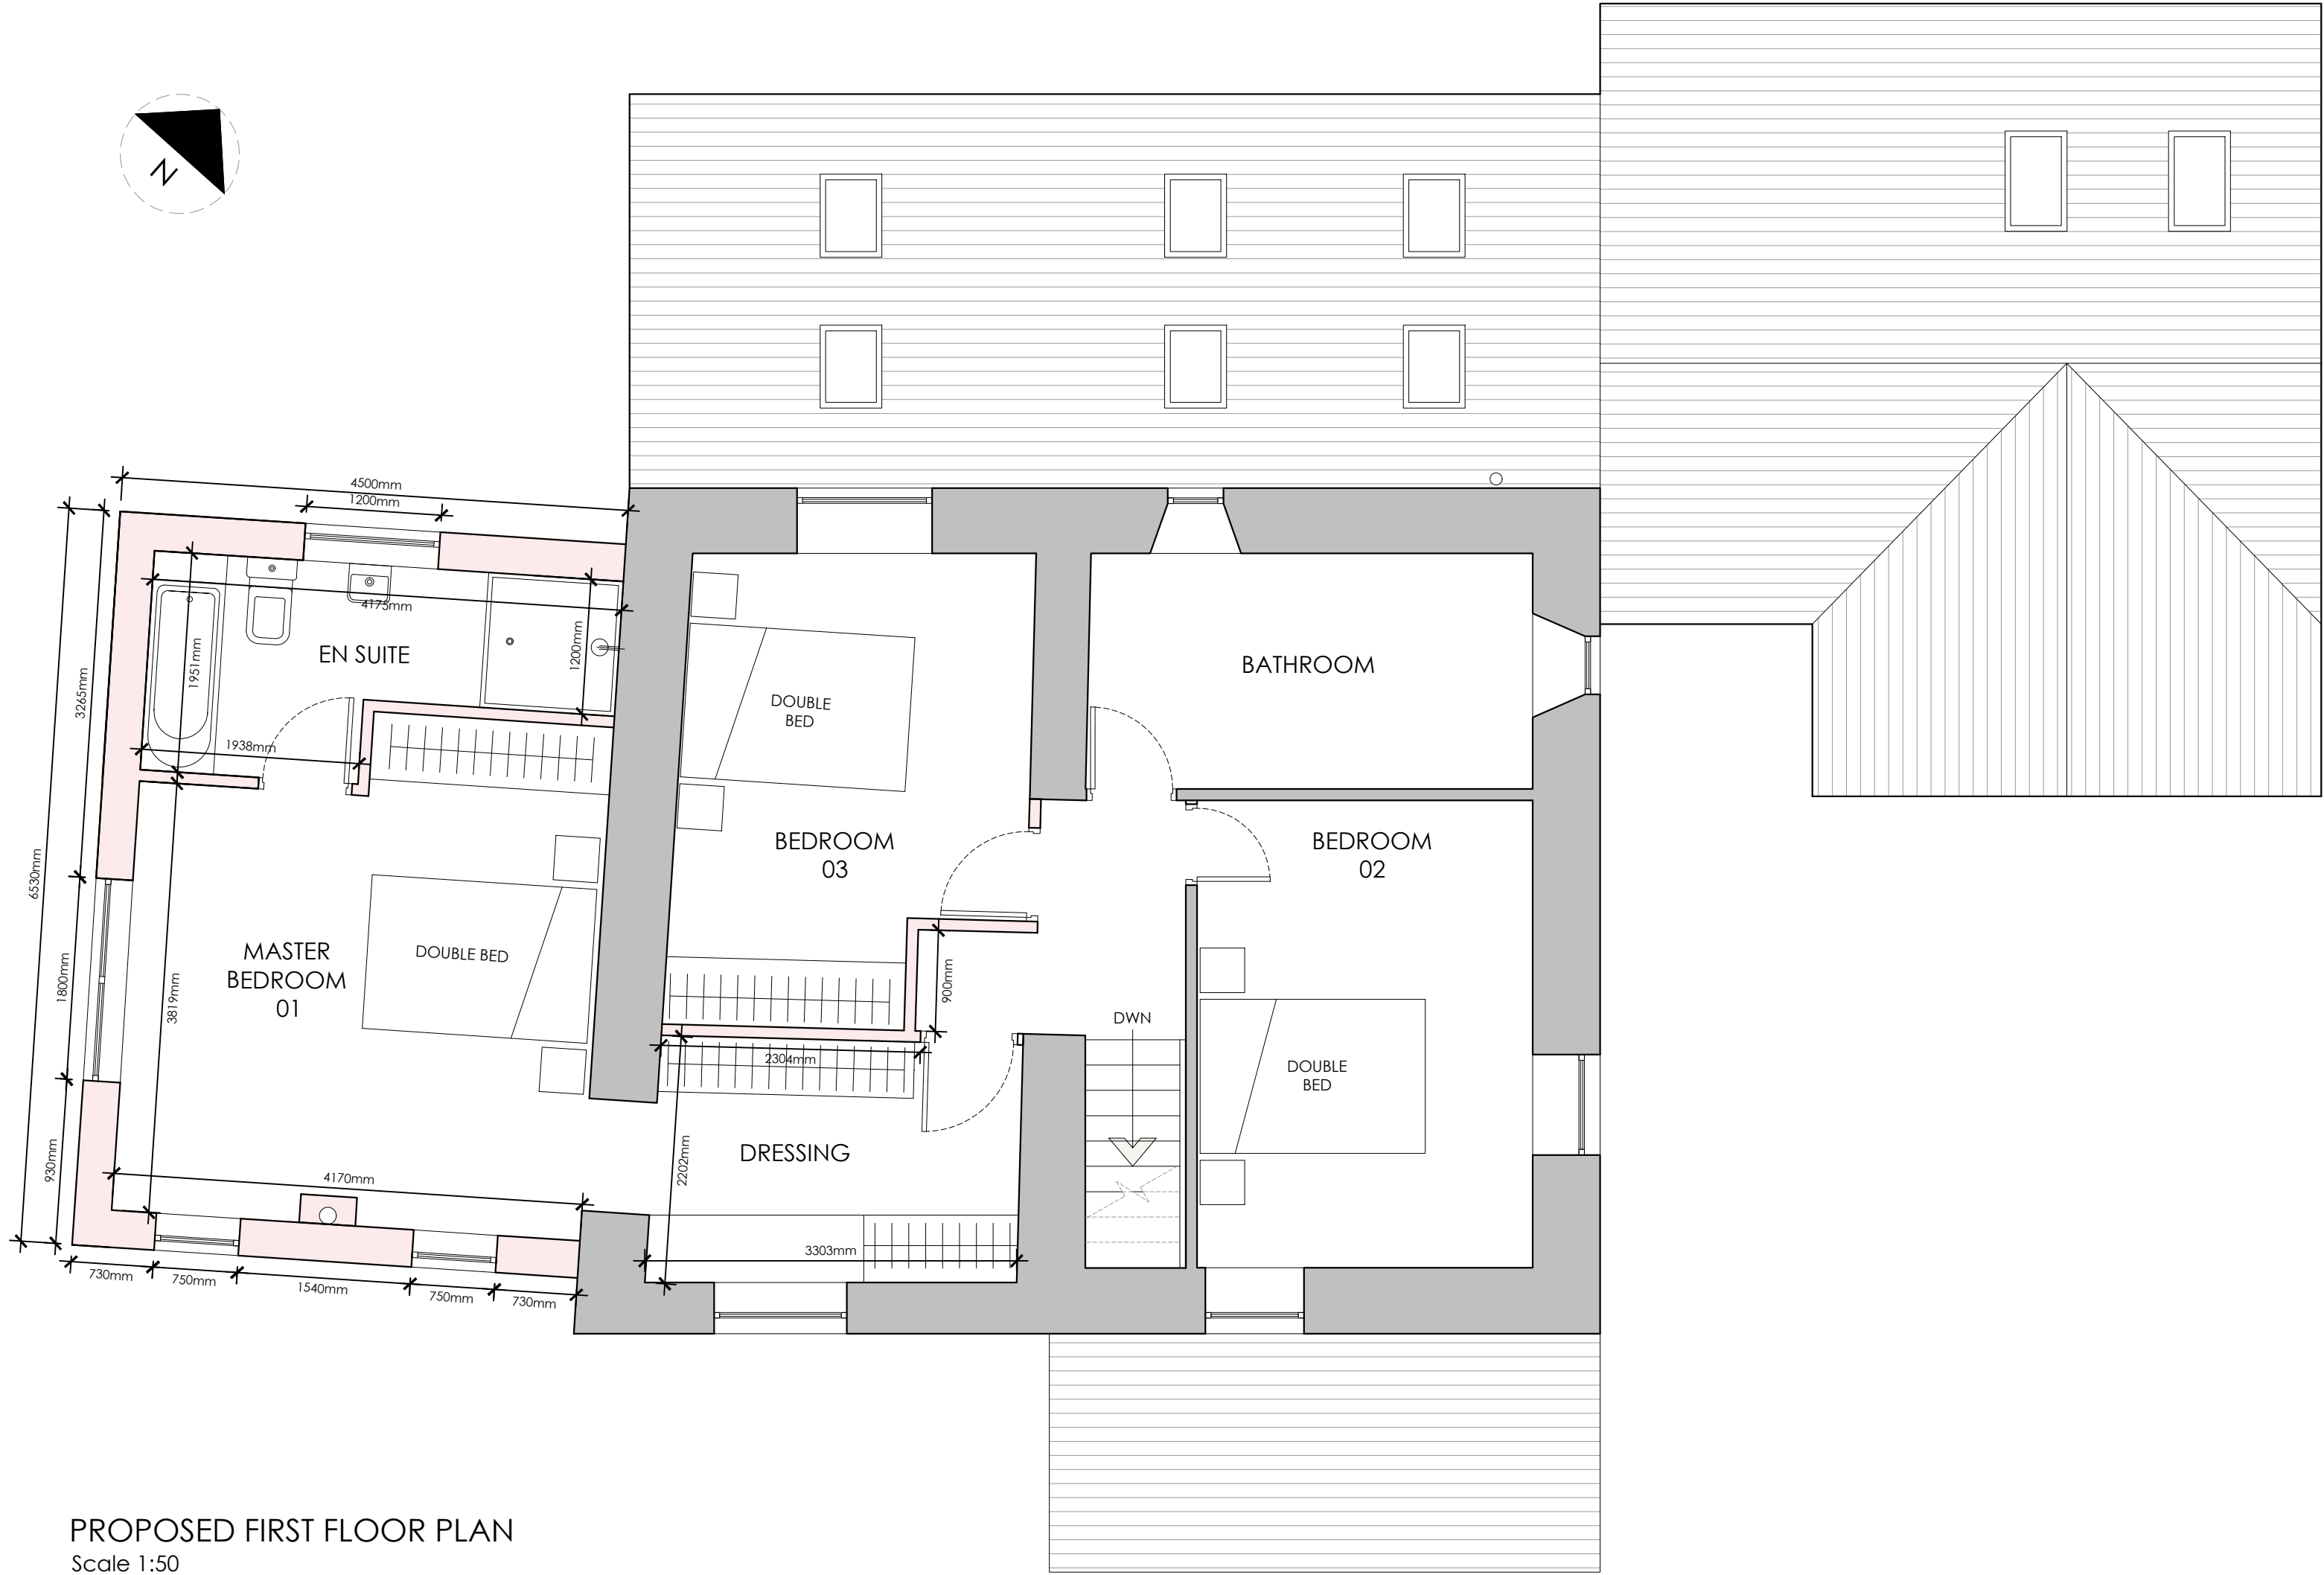 N
4500mm
1200mm
4175mm
1951mm
1200mm
EN SUITE
3265mm
1938mm
6530mm
1800mm
3819mm
930mm
MASTER
BEDROOM
01
DOUBLE BED
4170mm
730mm
750mm
1540mm
750mm
730mm
DOUBLE
BED
BEDROOM
03
900mm
2304mm
2202mm
DRESSING
3303mm
BATHROOM
BEDROOM
02
DWN
DOUBLE
BED
PROPOSED FIRST FLOOR PLAN
Scale 1:50